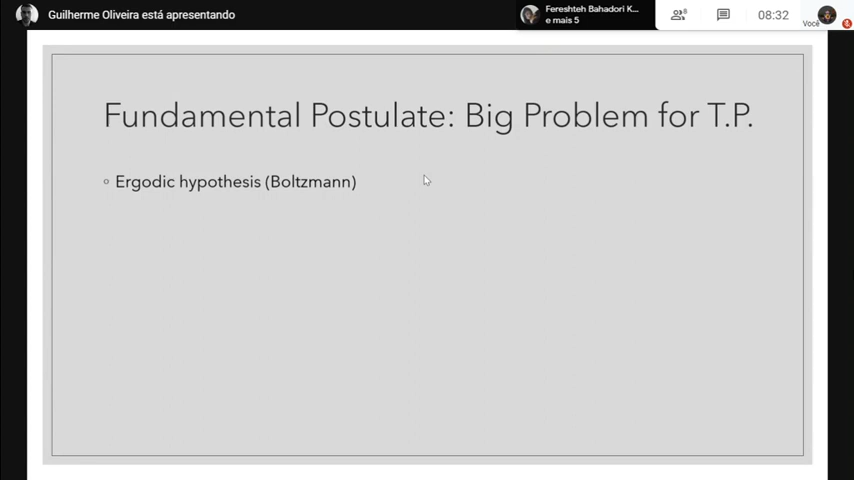 Guilherme Oliveira está apresentando
Fereshteh Bahadori K...
e mais 5
8
08:32
Você
Fundamental Postulate: Big Problem for T.P.
Ergodic hypothesis (Boltzmann)